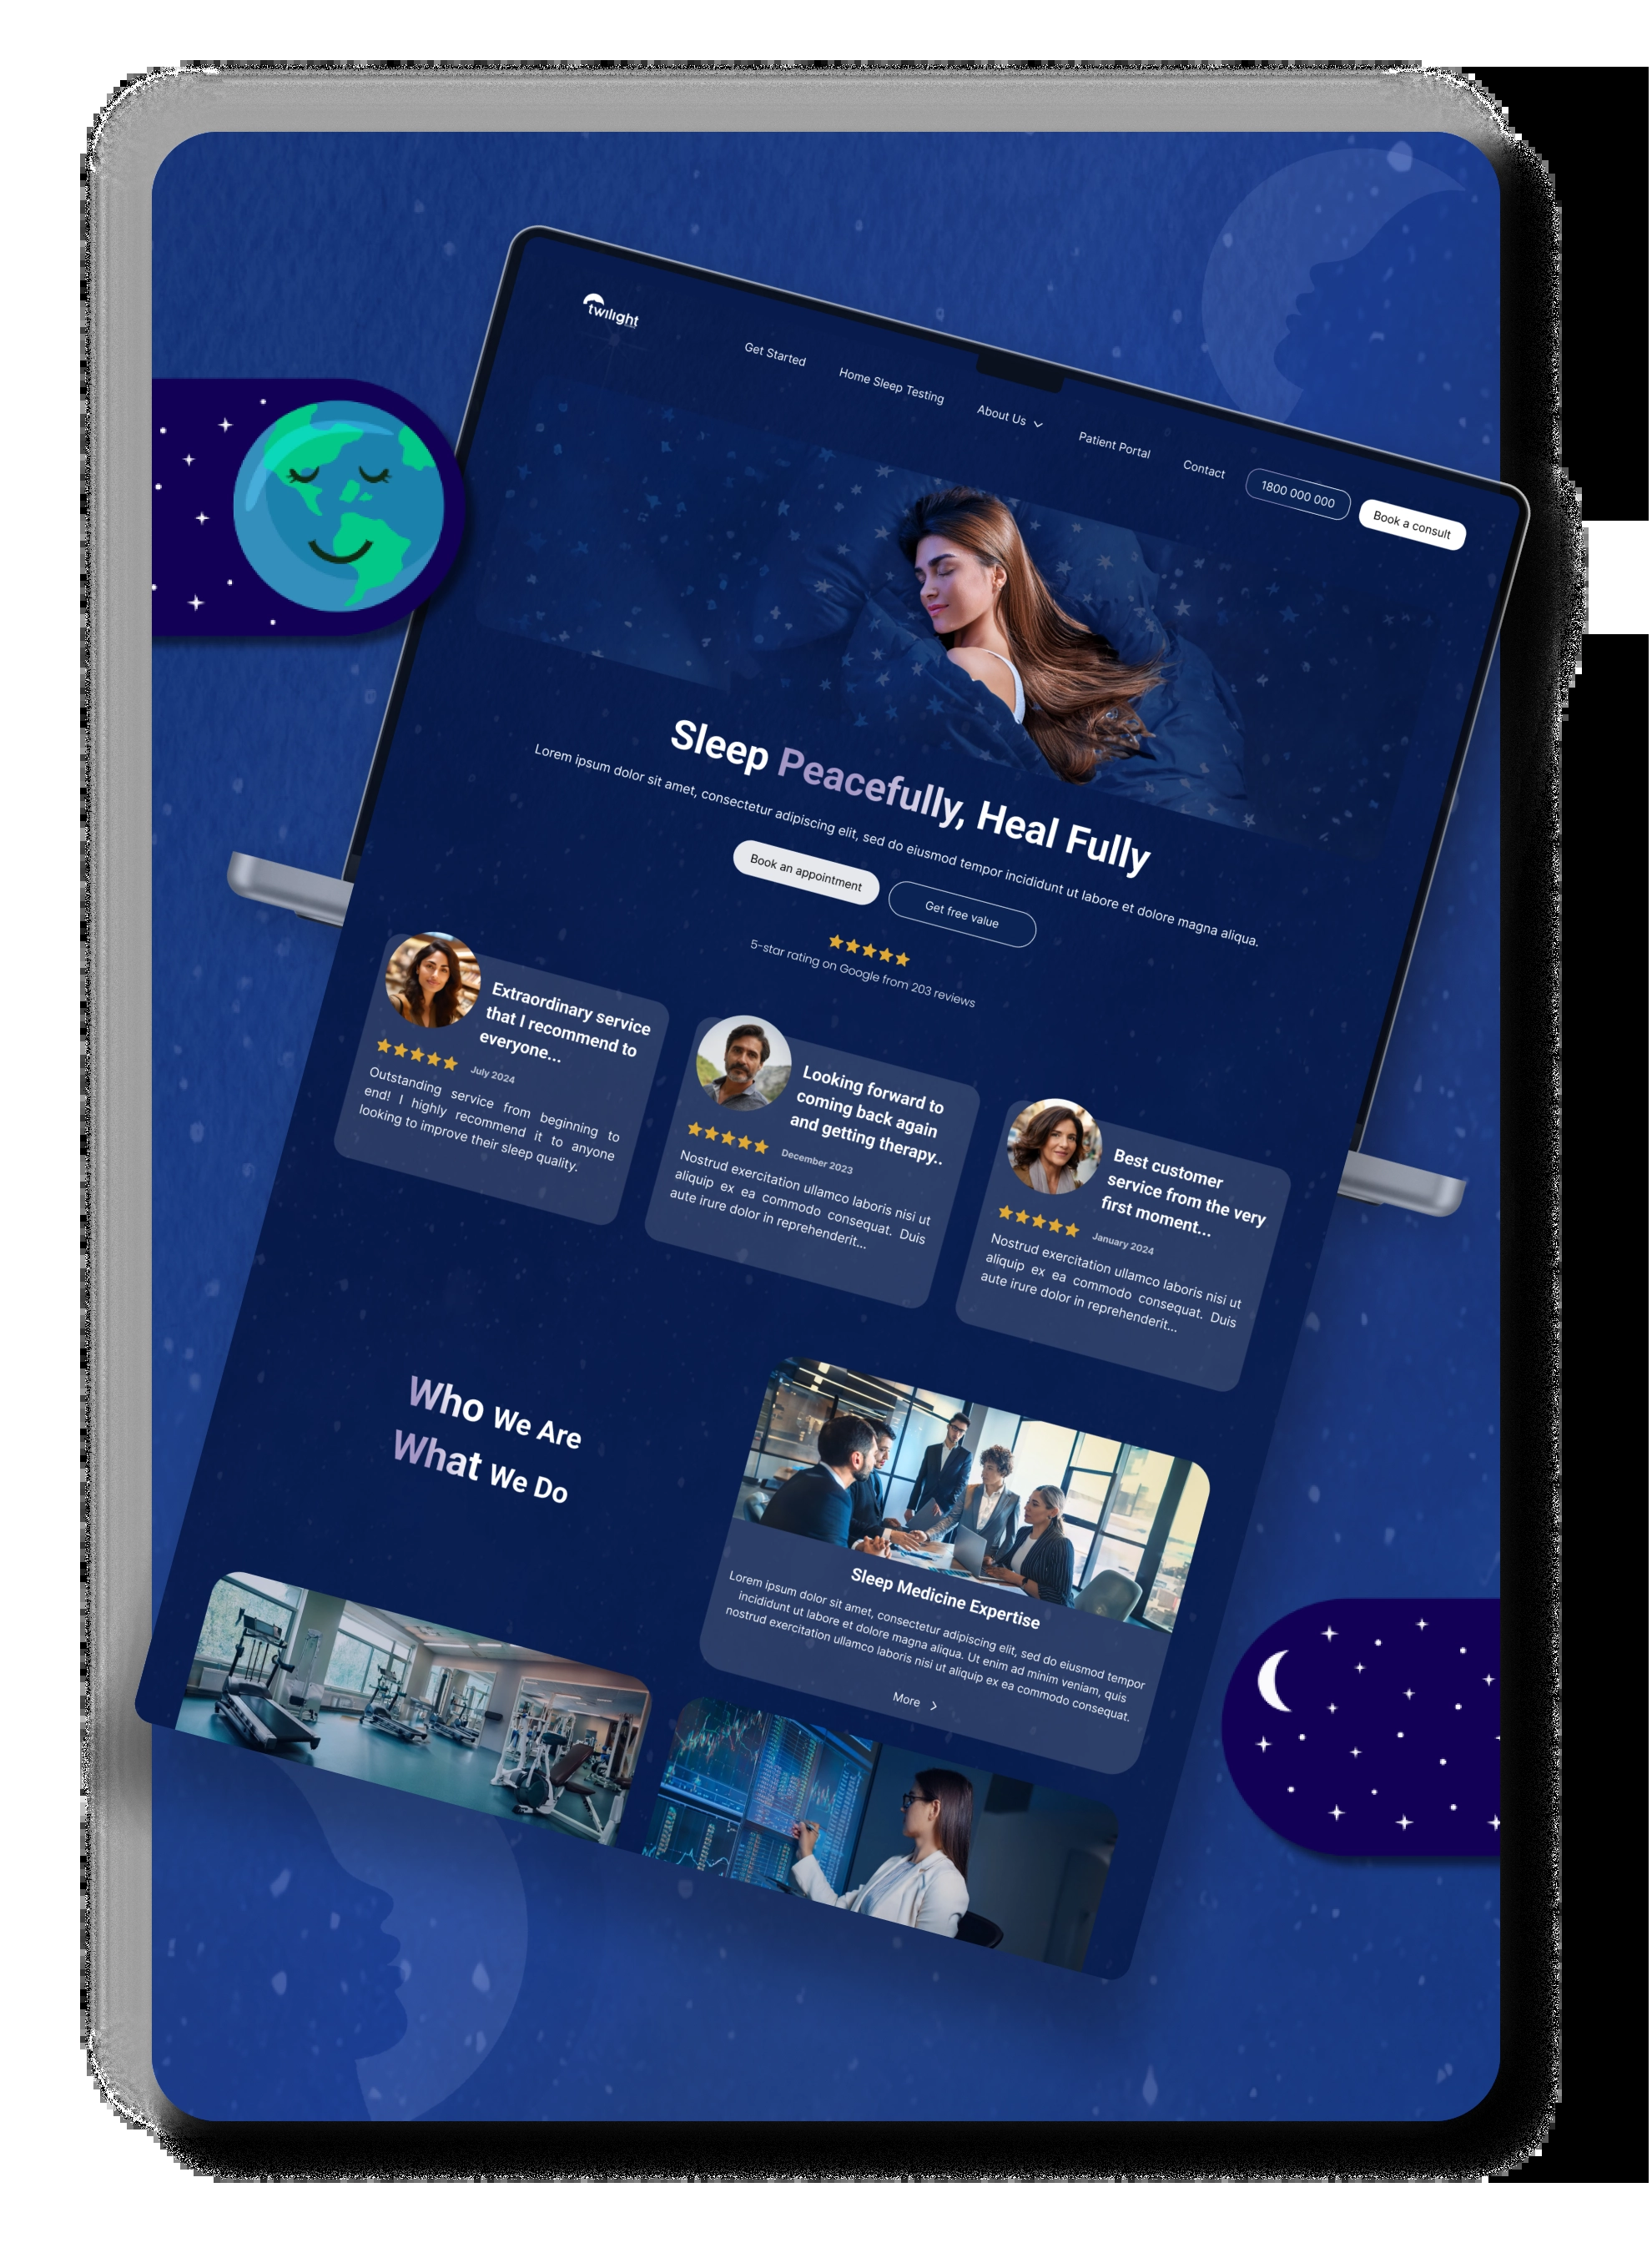 twilight
Get Started
Home Sleep Testing
About Us
Patient Portal
Contact
1800 000 000
Book a consult
Sleep Peacefully, Heal Fully
Lorem ipsum dolor sit amet, consectetur adipiscing elit, sed do eiusmod tempor incididunt ut labore et dolore magna aliqua.
Book an appointment
Get free value
5-star rating on Google from 203 reviews
Extraordinary service
that I recommend to
everyone...
July 2024
Outstanding service from beginning to
end! I highly recommend it to anyone
looking to improve their sleep quality.
Looking forward to
coming back again
and getting therapy..
December 2023
Nostrud exercitation ullamco laboris nisi ut
aliquip ex ea commodo consequat. Duis
aute irure dolor in reprehenderit...
Best customer
service from the very
first moment...
January 2024
Nostrud exercitation ullamco laboris nisi ut
aliquip ex ea commodo consequat. Duis
aute irure dolor in reprehenderit...
Who We Are
What We Do
Sleep Medicine Expertise
Lorem ipsum dolor sit amet, consectetur adipiscing elit, sed do eiusmod tempor
incididunt ut labore et dolore magna aliqua. Ut enim ad minim veniam, quis
nostrud exercitation ullamco laboris nisi ut aliquip ex ea commodo consequat.
More